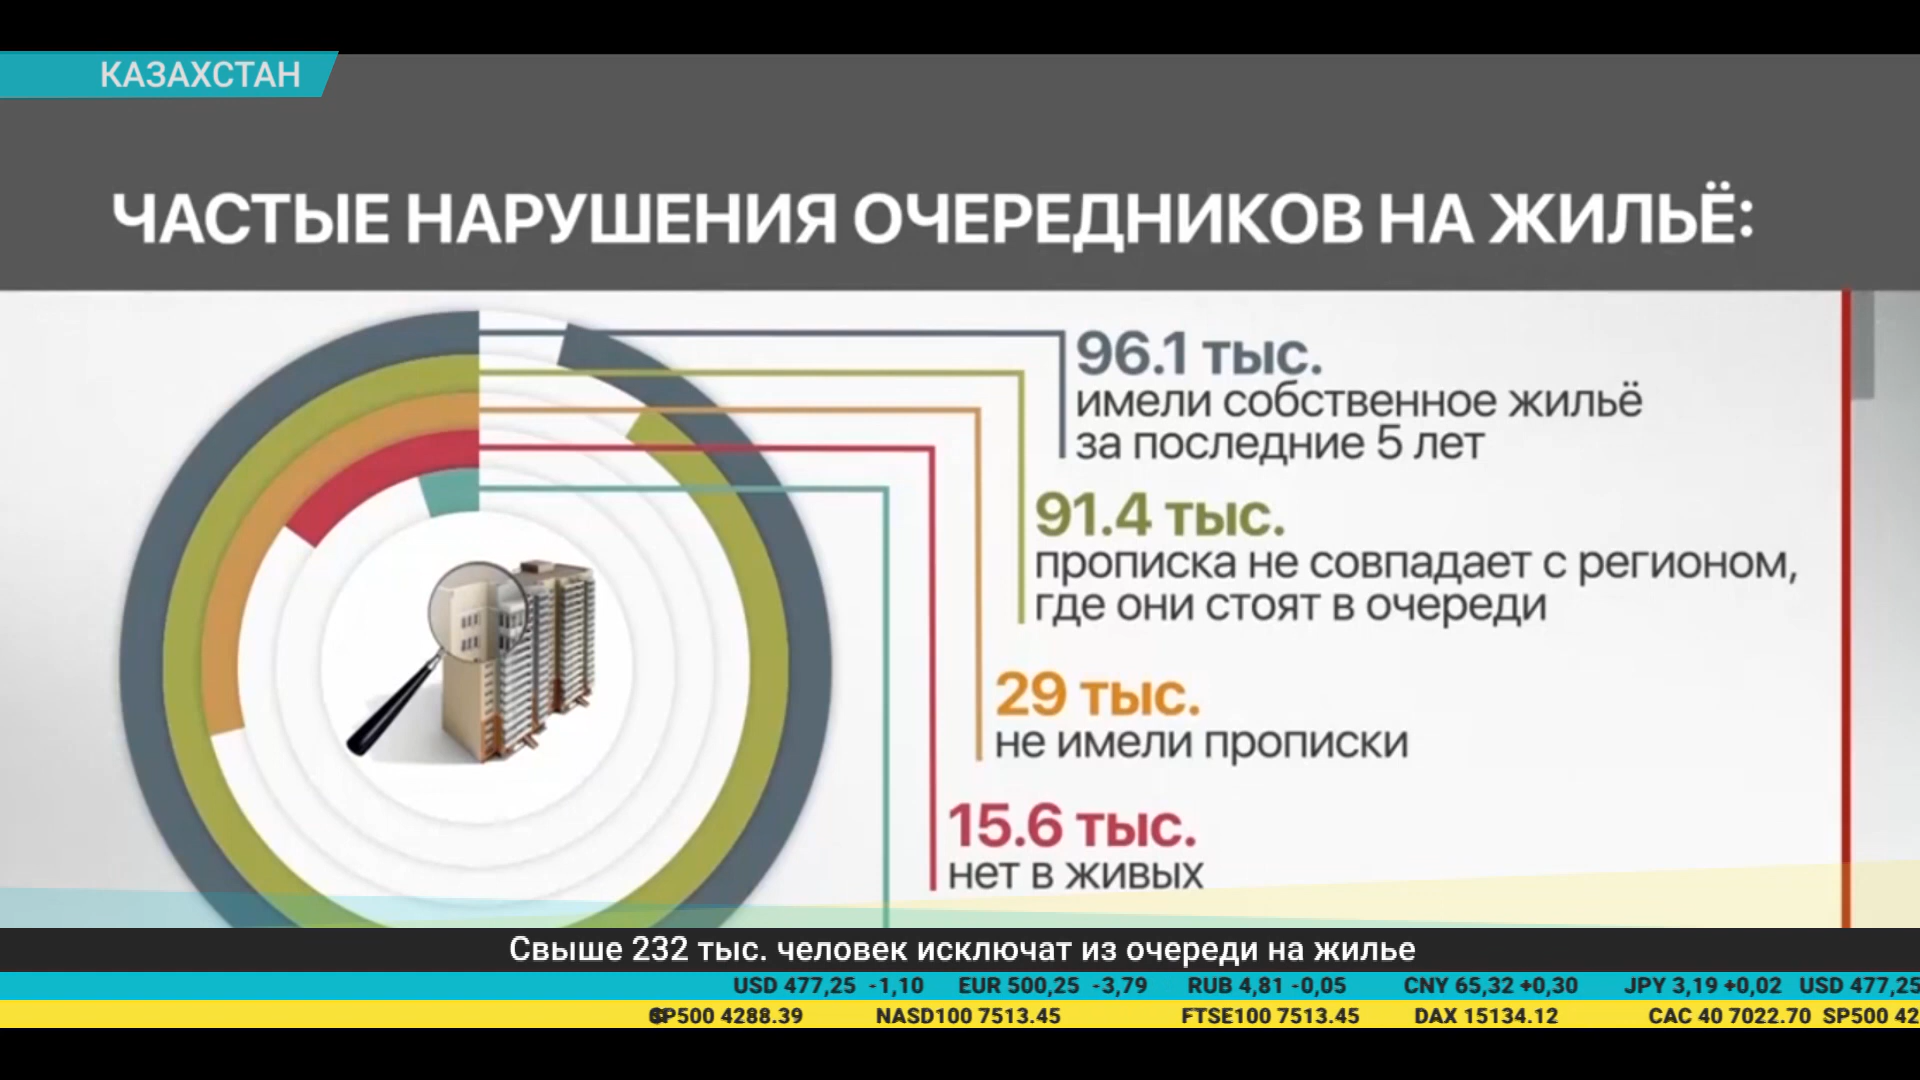 КАЗАХСТАН
ЧАСТЫЕ НАРУШЕНИЯ ОЧЕРЕДНИКОВ НА ЖИЛЬЁ:
96.1 тыс.
имели собственное жильё
за последние 5 лет
91.4 тыс.
прописка не совпадает с регионом,
где они стоят в очереди
29 тыс.
не имели прописки
15.6 тыс.
нет в живых
Свыше 232 тыс. человек исключат из очереди на жилье
USD 477,25 -1,10 EUR 500,25 -3,79 RUB 4,81 -0,05 CNY 65,32 +0,30 JPY 3,19 +0,02 USD 477,25
SP500 4288.39 NASD100 7513.45 FTSE100 7513.45 DAX 15134.12 CAC 40 7022.70 SP500 42